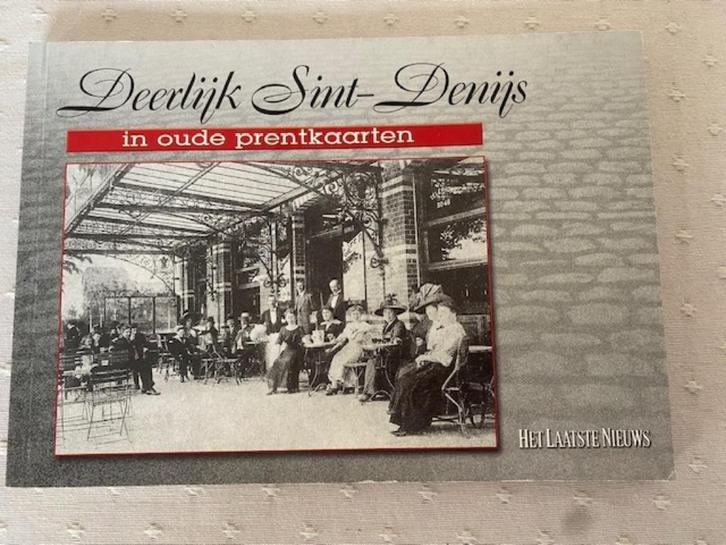 Deerlijk Sint-Denijs
in oude prentkaarten
HET LAATSTE NIEUWS